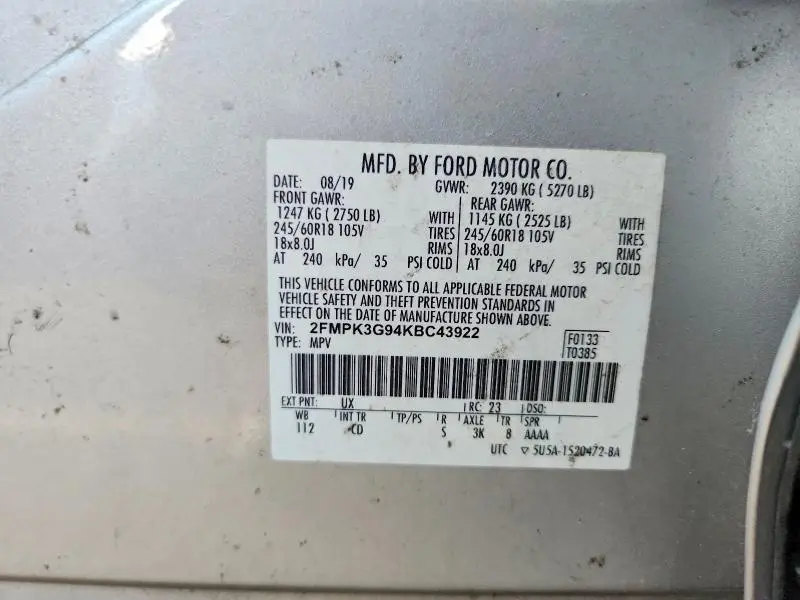 MFD. BY FORD MOTOR CO.
DATE: 08/19 GVWR: 2390 KG ( 5270 LB)
FRONT GAWR: REAR GAWR:
1247 KG ( 2750 LB) WITH 1145 KG ( 2525 LB) WITH
245/60R18 105V TIRES 245/60R18 105V TIRES
18x8.0J RIMS 18x8.0J RIMS
AT 240 kPa/ 35 PSI COLD AT 240 kPa/ 35 PSI COLD
THIS VEHICLE CONFORMS TO ALL APPLICABLE FEDERAL MOTOR
VEHICLE SAFETY AND THEFT PREVENTION STANDARDS IN
EFFECT ON THE DATE OF MANUFACTURE SHOWN ABOVE.
VIN: 2FMPK3G94KBC43922
TYPE: MPV
F0133
T0385
EXT PNT: UX RC: 23 DSO:
WB INT TR TP/PS R AXLE TR SPR
112 CD S 3K 8 AAAA
UTC ▽ 5U5A-1520472-BA